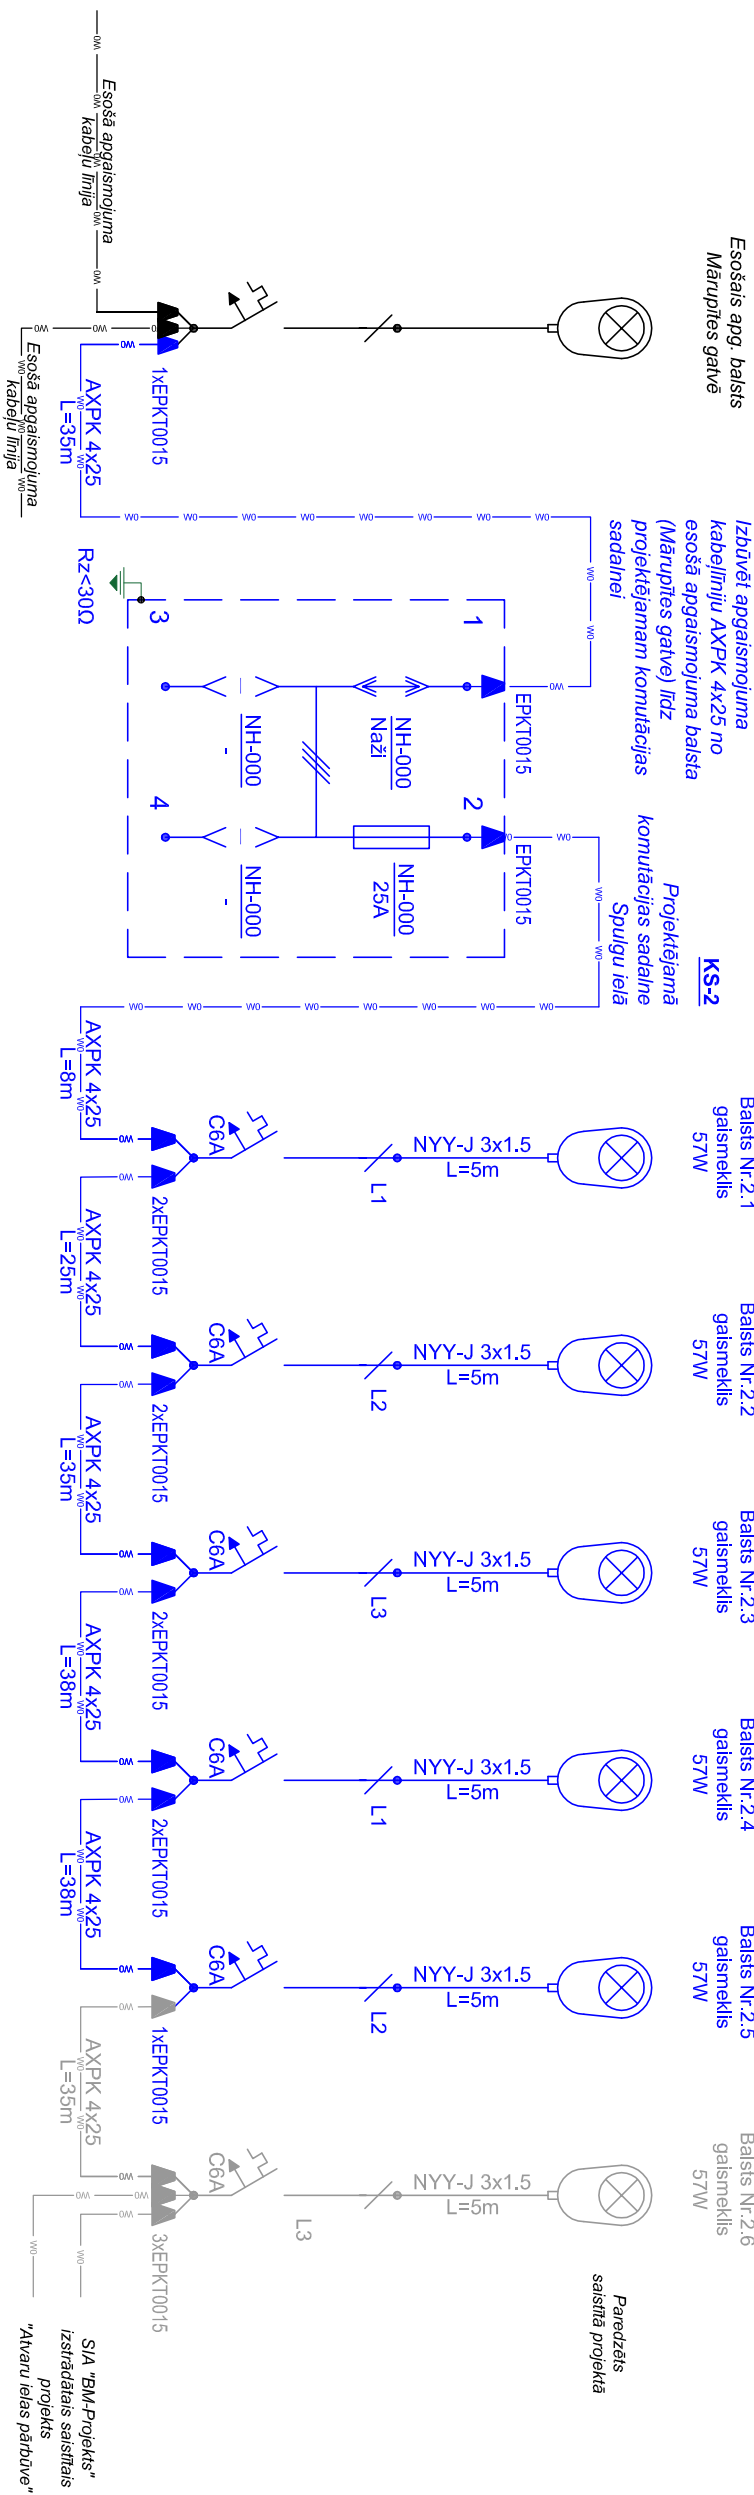 Esošais apg. balsts
Mārupītes gatvē
Esošā apgaismojuma
kabeļu līnija
Esošā apgaismojuma
kabeļu līnija
1xEPKT0015
AXPK 4x25
L=35m
Izbūvēt apgaismojuma
kabeļlīniju AXPK 4x25 no
esošā apgaismojuma balsta
(Mārupītes gatve) līdz
projektējamam komutācijas
sadalnei
Rz<30Ω
1
EPKT0015
NH-000
Naži
3
NH-000
-
2
EPKT0015
NH-000
25A
4
NH-000
-
KS-2
Projektējamā
komutācijas sadalne
Spulgu ielā
AXPK 4x25
L=8m
Balsts Nr.2.1
gaismeklis
57W
NYY-J 3x1.5
L=5m
L1
C6A
2xEPKT0015
AXPK 4x25
L=25m
Balsts Nr.2.2
gaismeklis
57W
NYY-J 3x1.5
L=5m
L2
C6A
2xEPKT0015
AXPK 4x25
L=35m
Balsts Nr.2.3
gaismeklis
57W
NYY-J 3x1.5
L=5m
L3
C6A
2xEPKT0015
AXPK 4x25
L=38m
Balsts Nr.2.4
gaismeklis
57W
NYY-J 3x1.5
L=5m
L1
C6A
2xEPKT0015
AXPK 4x25
L=38m
Balsts Nr.2.5
gaismeklis
57W
NYY-J 3x1.5
L=5m
L2
C6A
1xEPKT0015
AXPK 4x25
L=35m
Balsts Nr.2.6
gaismeklis
57W
NYY-J 3x1.5
L=5m
L3
C6A
3xEPKT0015
Paredzēts
saistītā projektā
SIA "BM-Projekts"
izstrādātais saistītais
projekts
"Atvaru ielas pārbūve"